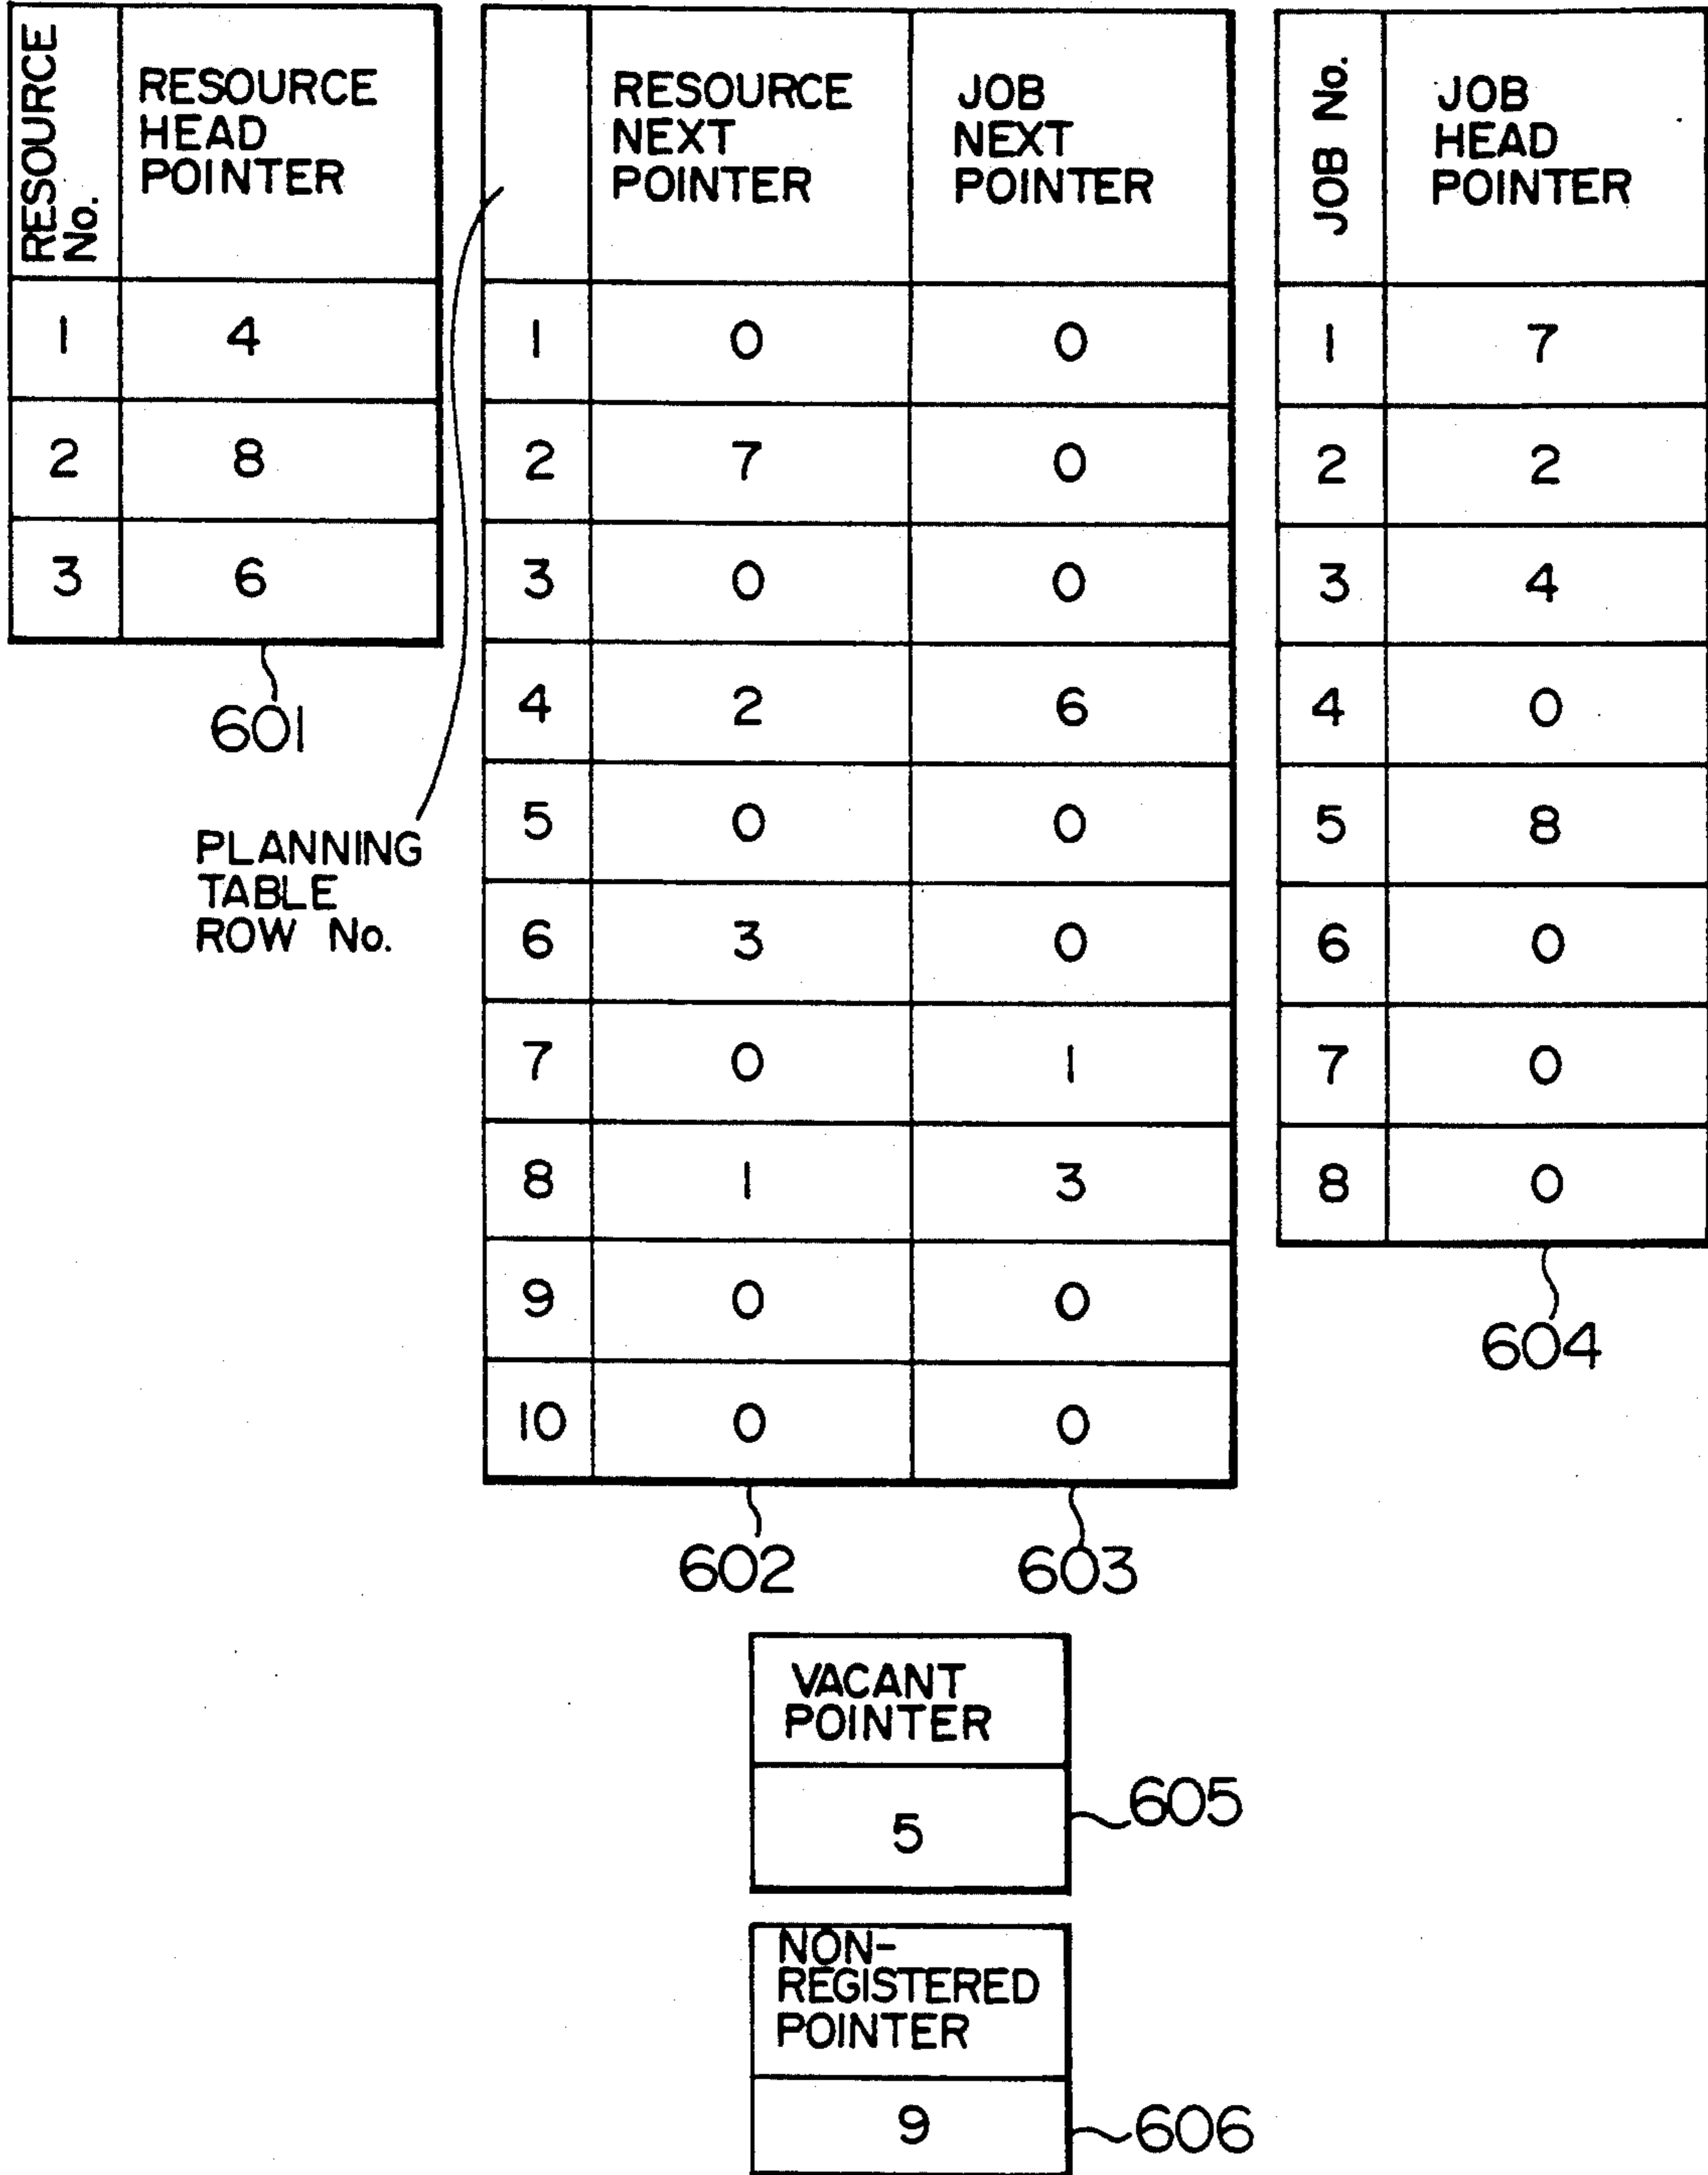 RESOURCE
No.
RESOURCE
HEAD
POINTER
1 4
2 8
3 6
601
PLANNING
TABLE
ROW No.
RESOURCE
NEXT
POINTER
JOB
NEXT
POINTER
1 0 0
2 7 0
3 0 0
4 2 6
5 0 0
6 3 0
7 0 1
8 1 3
9 0 0
10 0 0
602
603
JOB No.
JOB
HEAD
POINTER
1 7
2 2
3 4
4 0
5 8
6 0
7 0
8 0
604
VACANT
POINTER
5
605
NON-
REGISTERED
POINTER
9
606